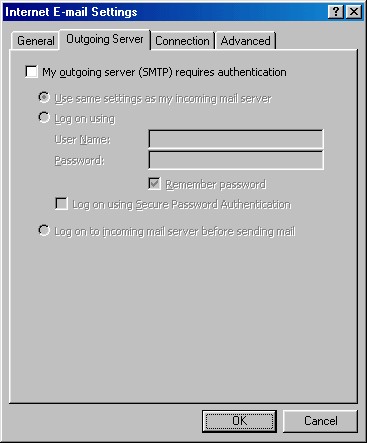 Internet E-mail Settings
General Outgoing Server Connection Advanced
My outgoing server (SMTP) requires authentication
Use same settings as my incoming mail server
Log on using
User Name:
Password:
Remember password
Log on using Secure Password Authentication
Log on to incoming mail server before sending mail
OK Cancel